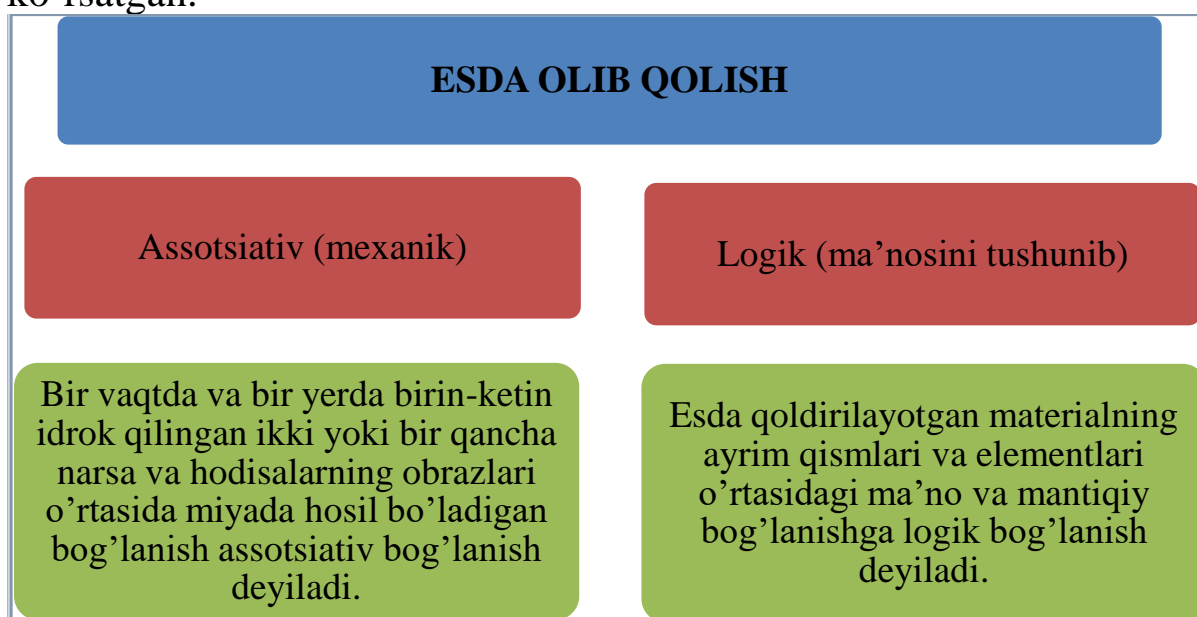 ko‘rsatgan.
ESDA OLIB QOLISH
Assotsiativ (mexanik)
Logik (ma’nosini tushunib)
Bir vaqtda va bir yerda birin-ketin
idrok qilingan ikki yoki bir qancha
narsa va hodisalarning obrazlari
o’rtasida miyada hosil bo’ladigan
bog’lanish assotsiativ bog’lanish
deyiladi.
Esda qoldirilayotgan materialning
ayrim qismlari va elementlari
o’rtasidagi ma’no va mantiqiy
bog’lanishga logik bog’lanish
deyiladi.